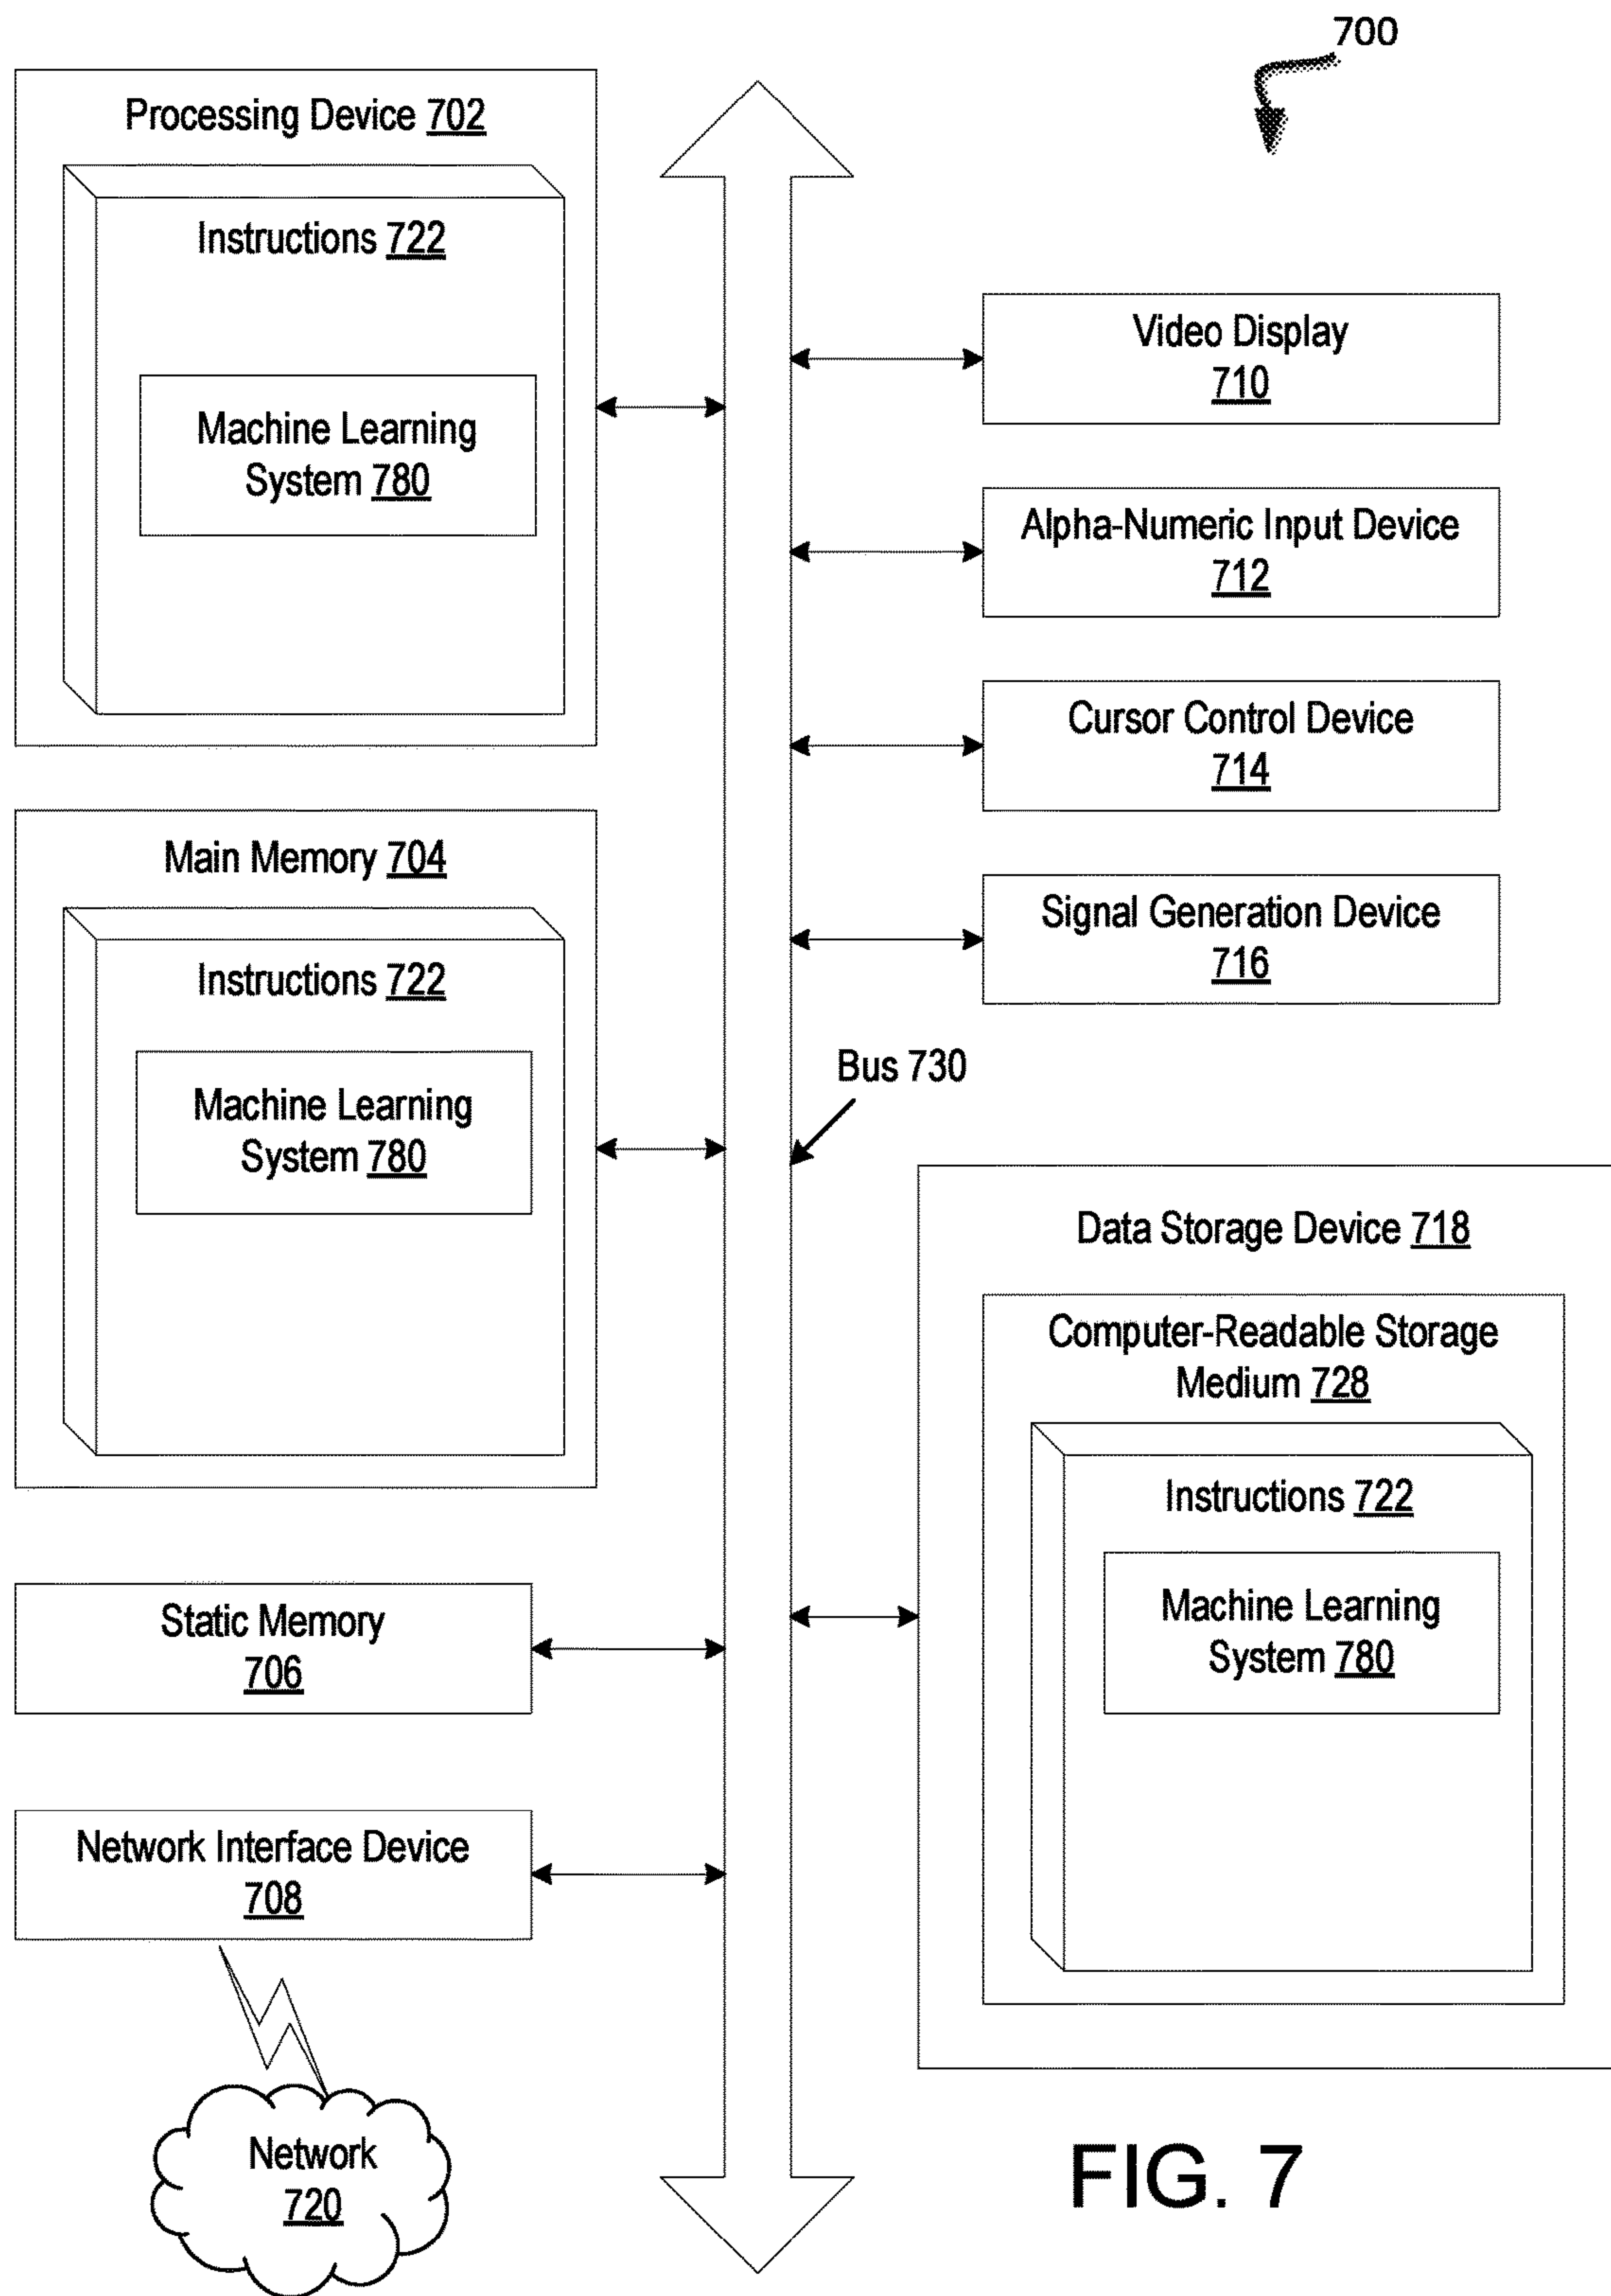 700
Processing Device 702
Instructions 722
Machine Learning
System 780
Main Memory 704
Instructions 722
Machine Learning
System 780
Static Memory
706
Network Interface Device
708
Network
720
Video Display
710
Alpha-Numeric Input Device
712
Cursor Control Device
714
Signal Generation Device
716
Bus 730
Data Storage Device 718
Computer-Readable Storage
Medium 728
Instructions 722
Machine Learning
System 780
FIG. 7